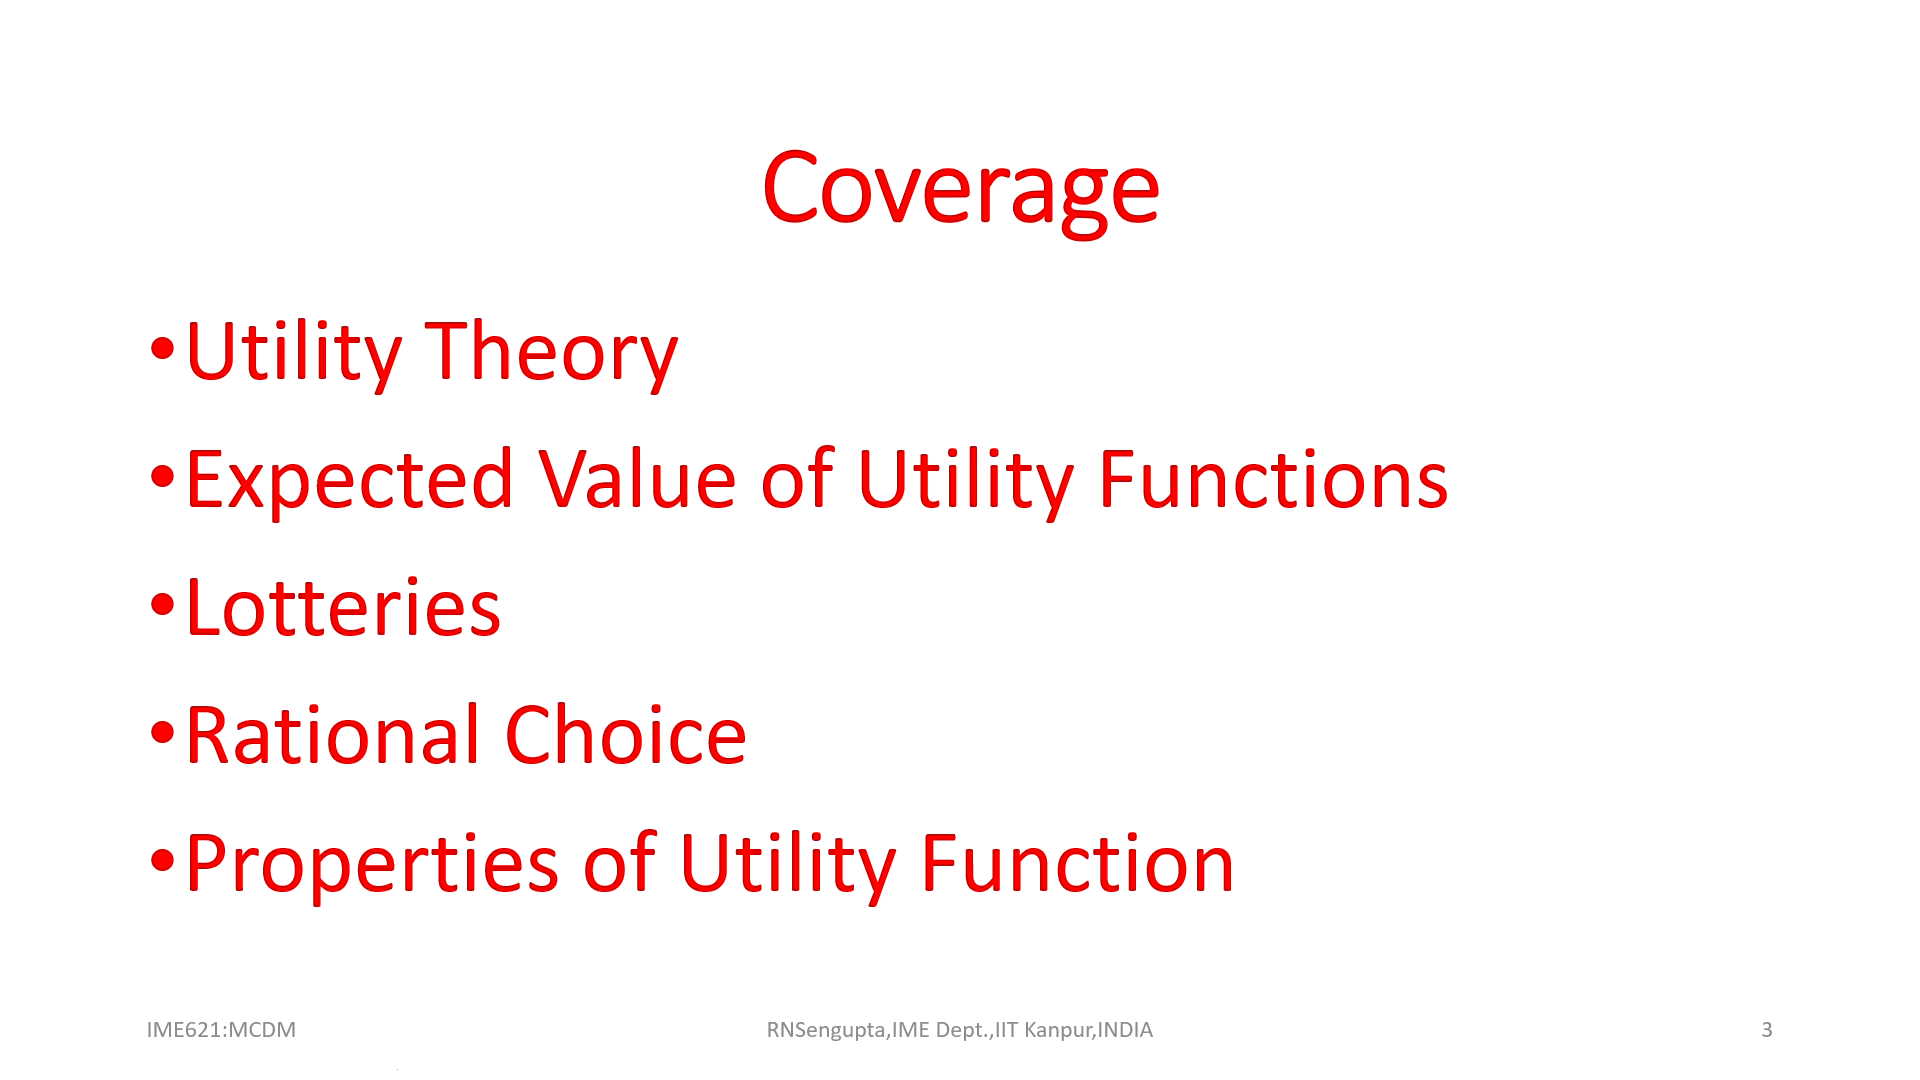 Coverage
•Utility Theory
•Expected Value of Utility Functions
•Lotteries
•Rational Choice
•Properties of Utility Function
IME621:MCDM
RNSengupta,IME Dept.,IIT Kanpur,INDIA
3